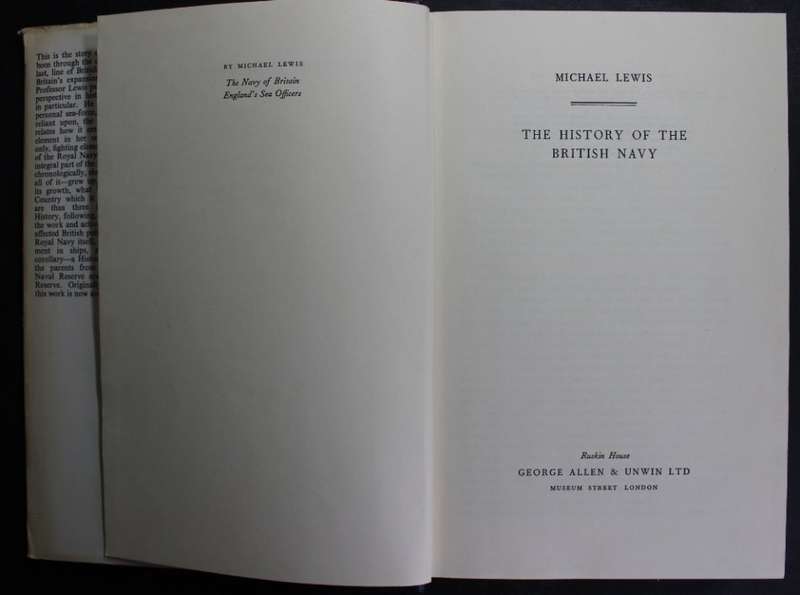 This is the story
been through the
last, line of
Britain's
Professor Lewis
perspective in
in particular. He
personal sea-force,
reliant upon, the
relates how it
element in her
only, fighting
of the Royal Navy
integral part of the
chronologically,
all of it—grow
its growth, what
Country which it
are thus three
History, following,
the work and
affected British
Royal Navy itself,
ment in ships,
corollary—a
the parents from
Naval Reserve
Reserve.
this work is now
BY MICHAEL LEWIS
The Navy of Britain
England's Sea Officers
MICHAEL LEWIS
THE HISTORY OF THE
BRITISH NAVY
Ruskin House
GEORGE ALLEN & UNWIN LTD
MUSEUM STREET LONDON